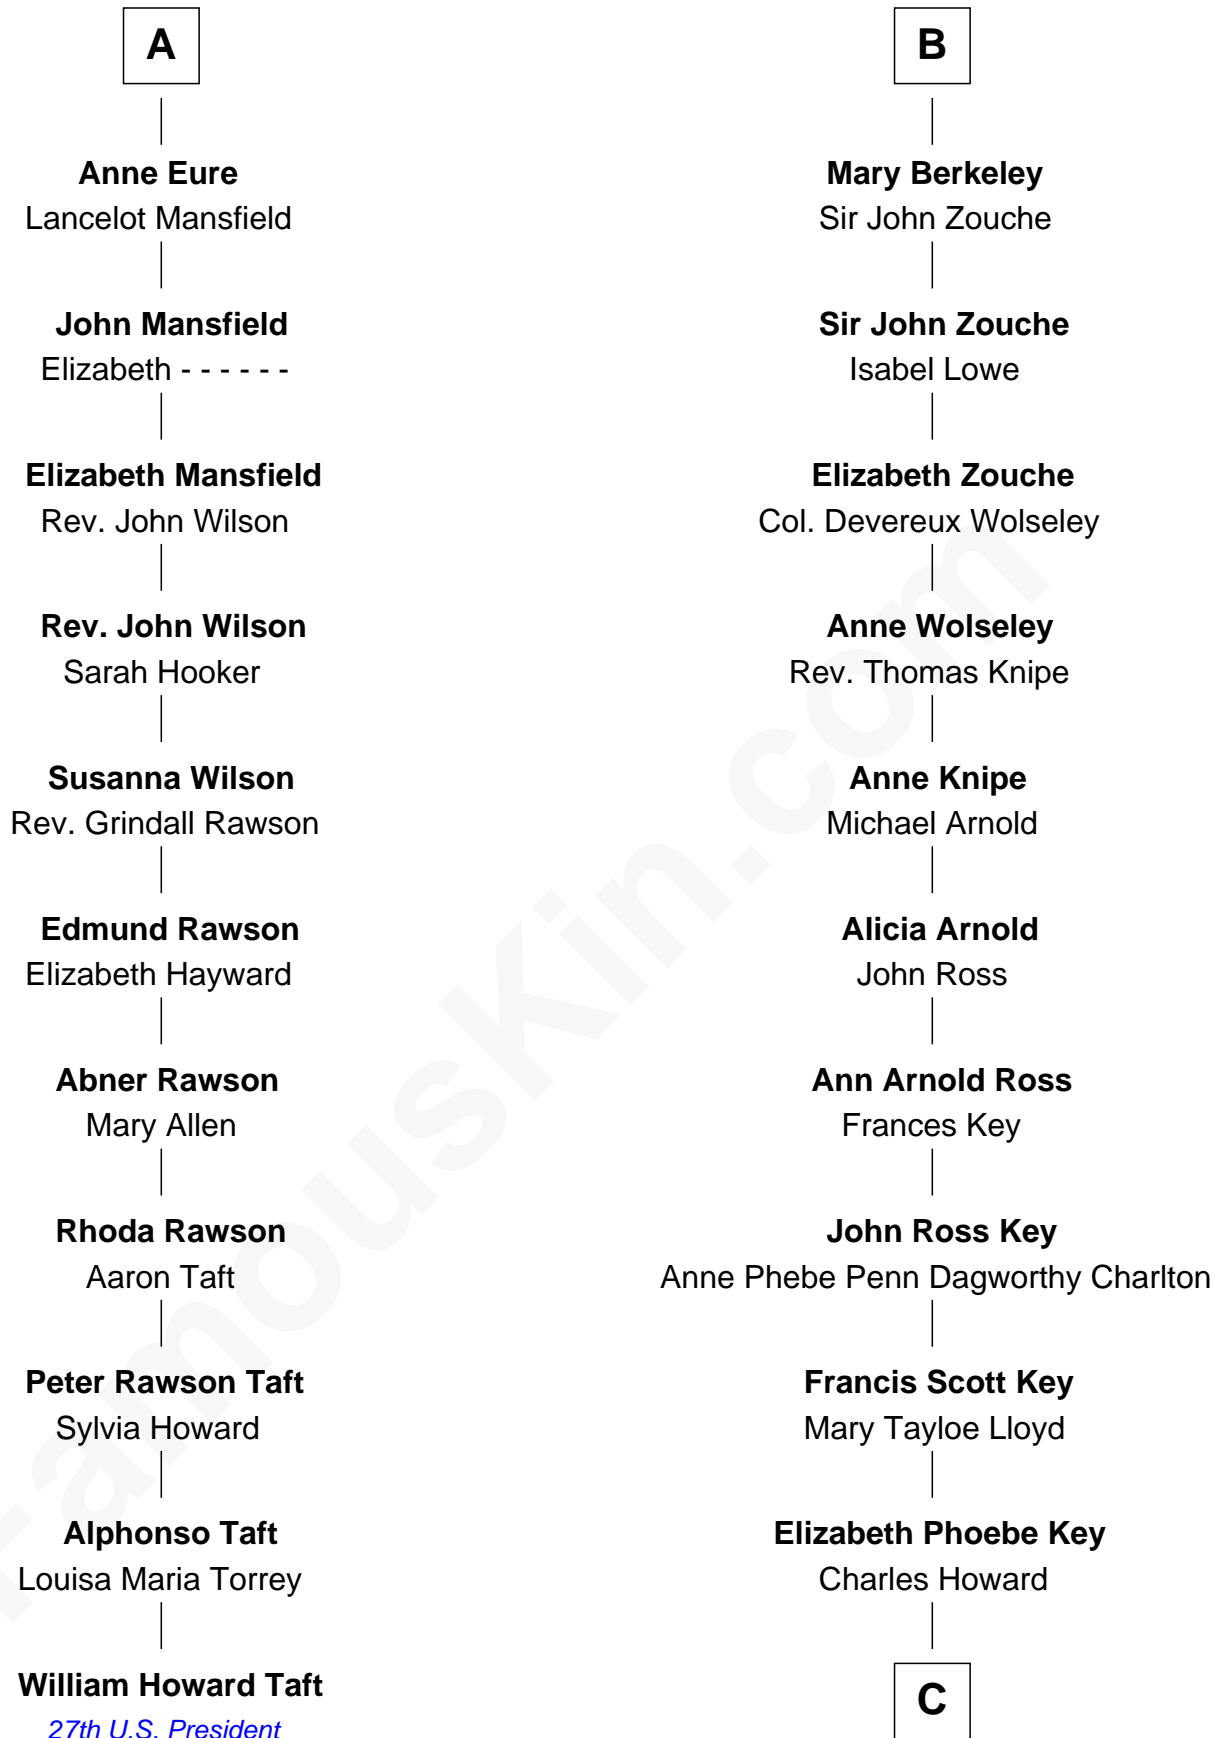 A
Anne Eure
Lancelot Mansfield
John Mansfield
Elizabeth - - - - - -
Elizabeth Mansfield
Rev. John Wilson
Rev. John Wilson
Sarah Hooker
Susanna Wilson
Rev. Grindall Rawson
Edmund Rawson
Elizabeth Hayward
Abner Rawson
Mary Allen
Rhoda Rawson
Aaron Taft
Peter Rawson Taft
Sylvia Howard
Alphonso Taft
Louisa Maria Torrey
William Howard Taft
27th U.S. President
B
Mary Berkeley
Sir John Zouche
Sir John Zouche
Isabel Lowe
Elizabeth Zouche
Col. Devereux Wolseley
Anne Wolseley
Rev. Thomas Knipe
Anne Knipe
Michael Arnold
Alicia Arnold
John Ross
Ann Arnold Ross
Frances Key
John Ross Key
Anne Phebe Penn Dagworthy Charlton
Francis Scott Key
Mary Tayloe Lloyd
Elizabeth Phoebe Key
Charles Howard
C
FamousKin.com